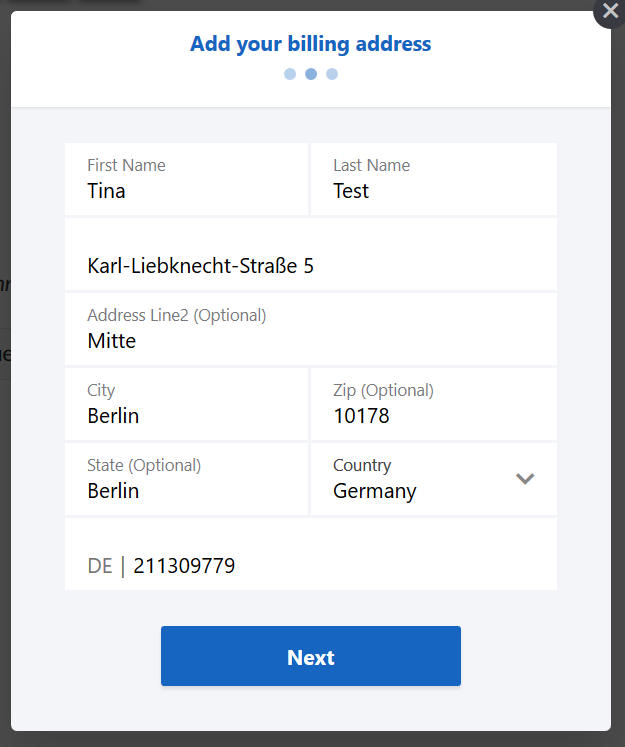 Add your billing address
First Name
Last Name
Tina
Test
Karl-Liebknecht-Straße 5
Address Line2 (Optional)
Mitte
City
Zip (Optional)
Berlin
10178
State (Optional)
Country
Berlin
Germany
DE | 211309779
Next